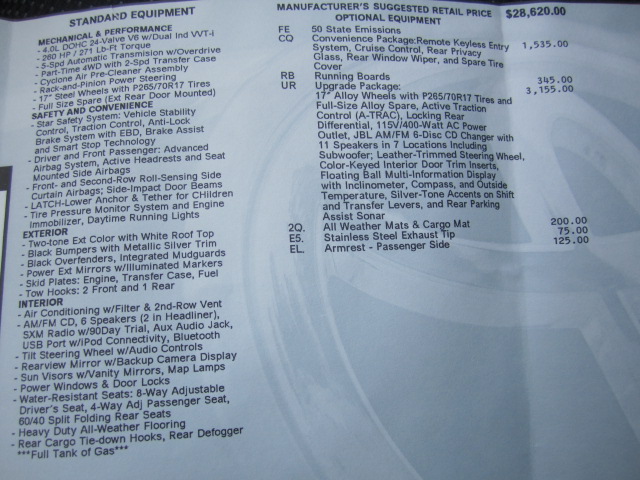 STANDARD EQUIPMENT
MECHANICAL & PERFORMANCE
- 4.0L DOHC 24-Valve V6 w/Dual Ind VVT-i
- 260 HP / 271 Lb-Ft Torque
- 5-Spd Automatic Transmision w/Overdrive
- Part-Time 4WD with 2-Spd Transfer Case
- Cyclone Air Pre-Cleaner Assembly
- Rack-and-Pinion Power Steering
- 17" Steel Wheels with P265/70R17 Tires
- Full Size Spare (Ext Rear Door Mounted)
SAFETY AND CONVENIENCE
- Star Safety System: Vehicle Stability
Control, Traction Control, Anti-Lock
Brake System with EBD, Brake Assist
and Smart Stop Technology
- Driver and Front Passenger: Advanced
Airbag System, Active Headrests and Seat
Mounted Side Airbags
- Front- and Second-Row Roll-Sensing Side
Curtain Airbags; Side-Impact Door Beams
- LATCH-Lower Anchor & Tether for CHildren
- Tire Pressure Monitor System and Engine
Immobilizer, Daytime Running Lights
EXTERIOR
- Two-tone Ext Color with White Roof Top
- Black Bumpers with Metallic Silver Trim
- Black Overfenders, Integrated Mudguards
- Power Ext Mirrors w/Illuminated Markers
- Skid Plates: Engine, Transfer Case, Fuel
- Tow Hooks: 2 Front and 1 Rear
INTERIOR
- Air Conditioning w/Filter & 2nd-Row Vent
- AM/FM CD, 6 Speakers (2 in Headliner),
SXM Radio w/90Day Trial, Aux Audio Jack,
USB Port w/iPod Connectivity, Bluetooth
- Tilt Steering Wheel w/Audio Controls
- Rearview Mirror w/Backup Camera Display
- Sun Visors w/Vanity Mirrors, Map Lamps
- Power Windows & Door Locks
- Water-Resistant Seats: 8-Way Adjustable
Driver's Seat, 4-Way Adj Passenger Seat,
60/40 Split Folding Rear Seats
- Heavy Duty All-Weather Flooring
- Rear Cargo Tie-down Hooks, Rear Defogger
***Full Tank of Gas***
MANUFACTURER'S SUGGESTED RETAIL PRICE $28,620.00
OPTIONAL EQUIPMENT
FE 50 State Emissions
CQ Convenience Package:Remote Keyless Entry 1,535.00
System, Cruise Control, Rear Privacy
Glass, Rear Window Wiper, and Spare Tire
Cover
RB Running Boards 345.00
UR Upgrade Package: 3,155.00
17" Alloy Wheels with P265/70R17 Tires and
Full-Size Alloy Spare, Active Traction
Control (A-TRAC), Locking Rear
Differential, 115V/400-Watt AC Power
Outlet, JBL AM/FM 6-Disc CD Changer with
11 Speakers in 7 Locations Including
Subwoofer; Leather-Trimmed Steering Wheel,
Color-Keyed Interior Door Trim Inserts,
Floating Ball Multi-Information Display
with Inclinometer, Compass, and Outside
Temperature, Silver-Tone Accents on Shift
and Transfer Levers, and Rear Parking
Assist Sonar
2Q. All Weather Mats & Cargo Mat 200.00
E5. Stainless Steel Exhaust Tip 75.00
EL. Armrest - Passenger Side 125.00